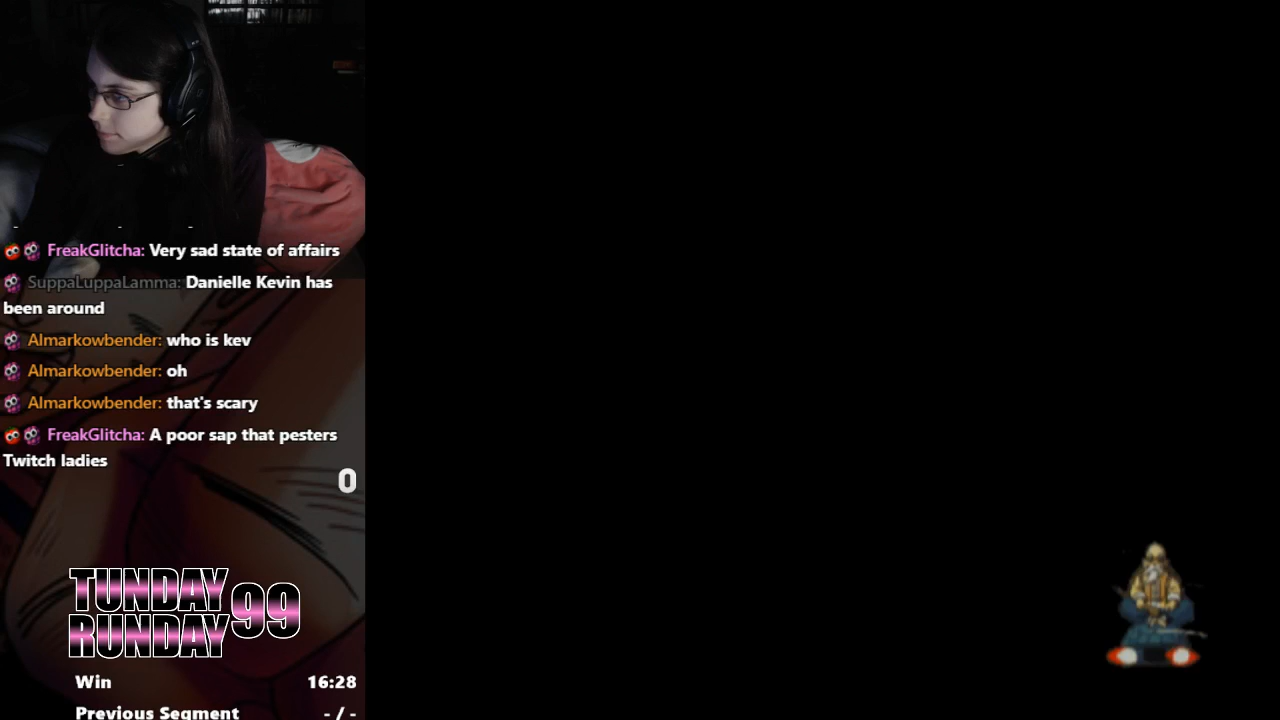 FreakGlitcha: Very sad state of affairs
SuppaLuppaLamma: Danielle Kevin has
been around
Almarkowbender: who is kev
Almarkowbender: oh
Almarkowbender: that's scary
FreakGlitcha: A poor sap that pesters
Twitch ladies
0
TUNDAY
RUNDAY 99
Win 16:28
Previous Segment - / -